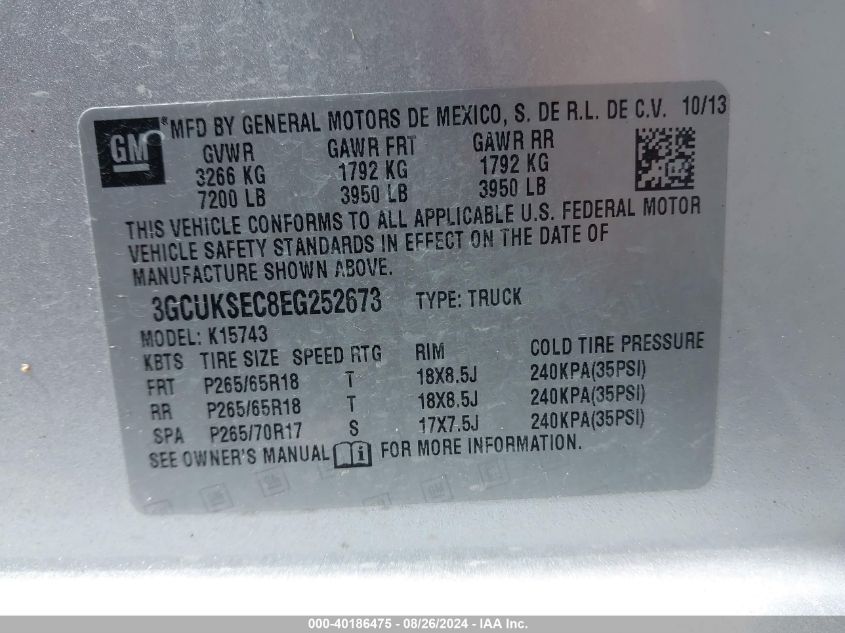 GM
®MFD BY GENERAL MOTORS DE MEXICO, S. DE R.L. DE C.V. 10/13
GVWR GAWR FRT GAWR RR
3266 KG 1792 KG 1792 KG
7200 LB 3950 LB 3950 LB
THIS VEHICLE CONFORMS TO ALL APPLICABLE U.S. FEDERAL MOTOR
VEHICLE SAFETY STANDARDS IN EFFECT ON THE DATE OF
MANUFACTURE SHOWN ABOVE.
3GCUKSEC8EG252673 TYPE: TRUCK
MODEL: K15743
KBTS TIRE SIZE SPEED RTG RIM COLD TIRE PRESSURE
FRT P265/65R18 T 18X8.5J 240KPA(35PSI)
RR P265/65R18 T 18X8.5J 240KPA(35PSI)
SPA P265/70R17 S 17X7.5J 240KPA(35PSI)
SEE OWNER'S MANUAL FOR MORE INFORMATION.
000-40186475 - 08/26/2024 - IAA Inc.